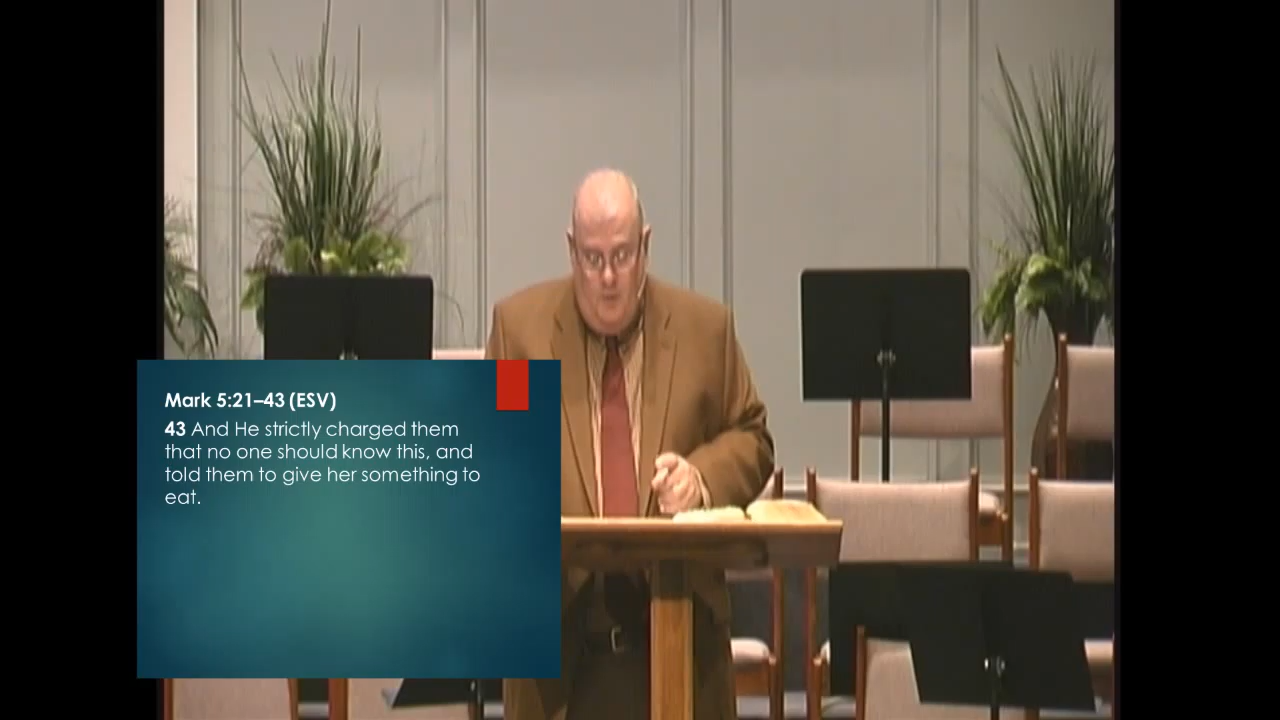 Mark 5:21–43 (ESV)
43 And He strictly charged them
that no one should know this, and
told them to give her something to
eat.